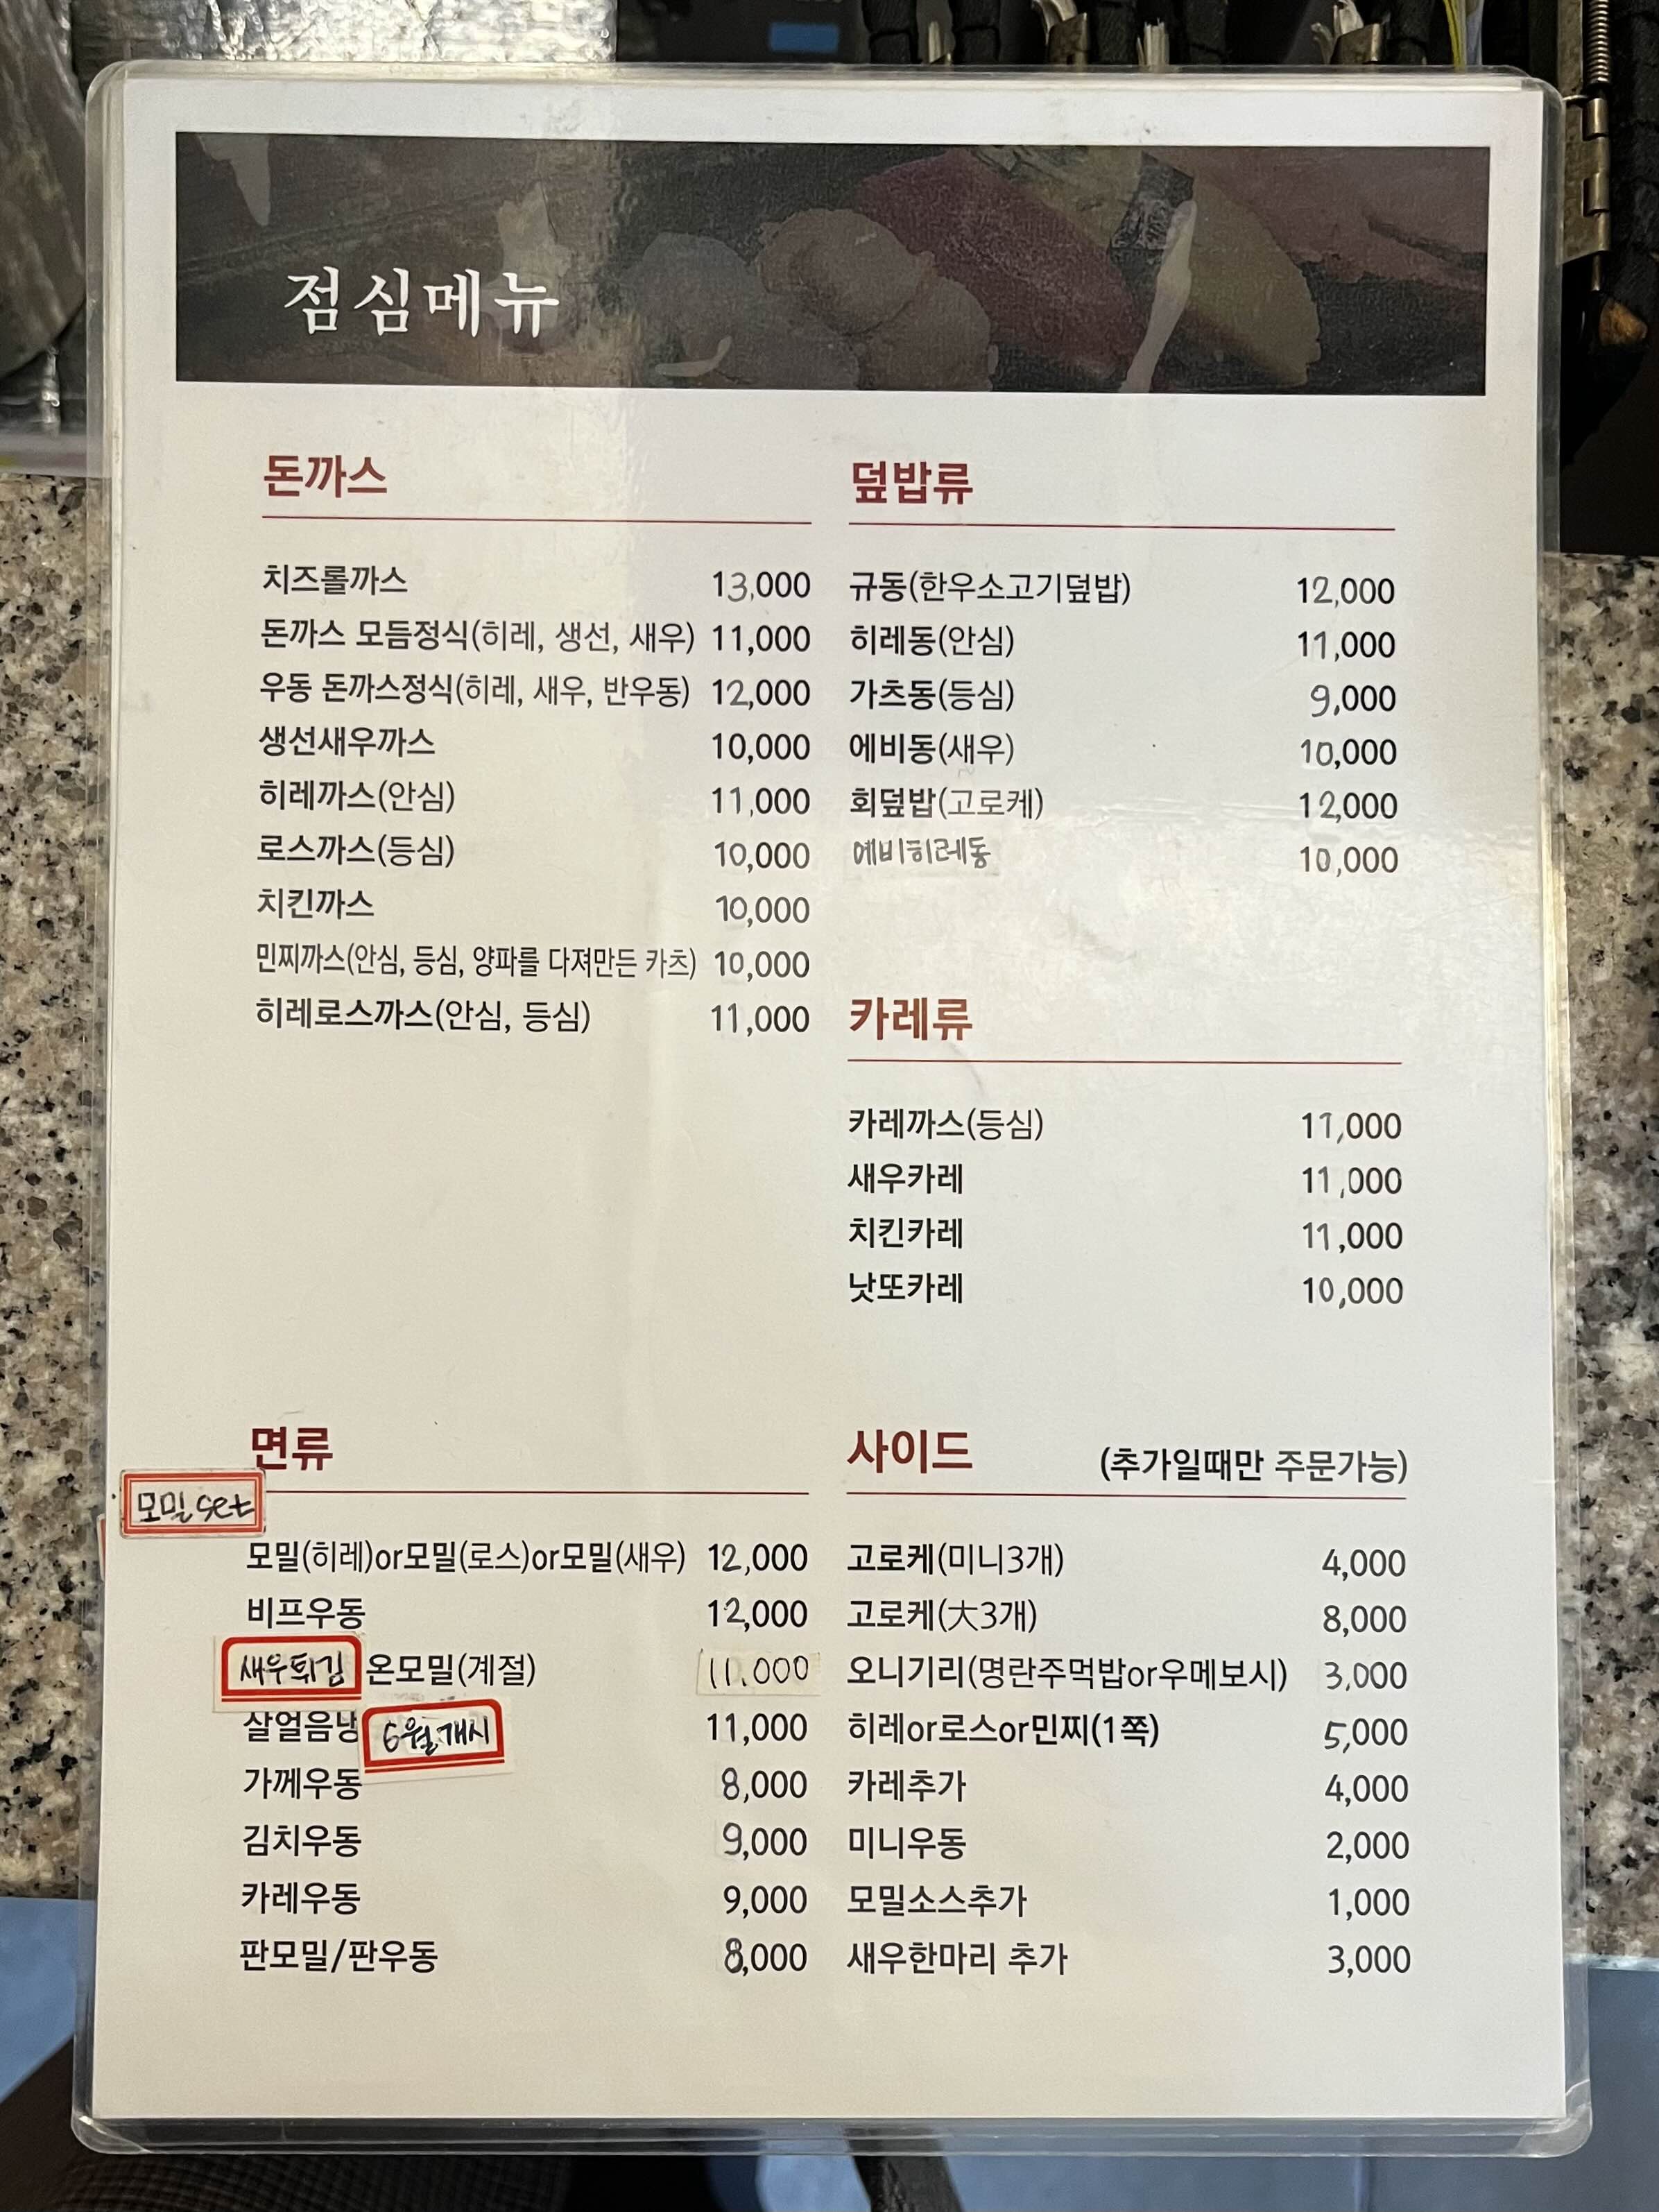 점심메뉴
돈까스
치즈롤까스 13,000
돈까스 모듬정식(히레, 생선, 새우) 11,000
우동 돈까스정식(히레, 새우, 반우동) 12,000
생선새우까스 10,000
히레까스(안심) 11,000
로스까스(등심) 10,000
치킨까스 10,000
민찌까스(안심, 등심, 양파를 다져만든 카츠) 10,000
히레로스까스(안심, 등심) 11,000
덮밥류
규동(한우소고기덮밥) 12,000
히레동(안심) 11,000
가츠동(등심) 9,000
에비동(새우) 10,000
회덮밥(고로케) 12,000
에비히레동 10,000
카레류
카레까스(등심) 11,000
새우카레 11,000
치킨카레 11,000
낫또카레 10,000
면류
모밀 set
모밀(히레)or모밀(로스)or모밀(새우) 12,000
비프우동 12,000
새우튀김 온모밀(계절) 11.000
살얼음냉 6월개시 11,000
가께우동 8,000
김치우동 9,000
카레우동 9,000
판모밀/판우동 8,000
사이드 (추가일때만 주문가능)
고로케(미니3개) 4,000
고로케(大3개) 8,000
오니기리(명란주먹밥or우메보시) 3,000
히레or로스or민찌(1쪽) 5,000
카레추가 4,000
미니우동 2,000
모밀소스추가 1,000
새우한마리 추가 3,000